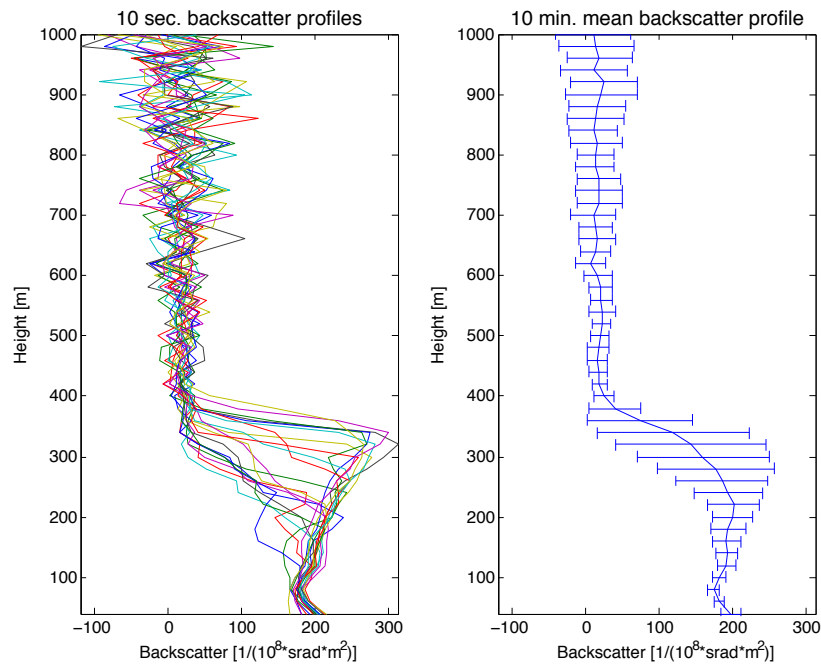 10 sec. backscatter profiles
1000
900
800
700
600
500
400
300
200
100
Height [m]
−100 0 100 200 300
Backscatter [1/(10⁸*srad*m²)]
10 min. mean backscatter profile
1000
900
800
700
600
500
400
300
200
100
Height [m]
−100 0 100 200 300
Backscatter [1/(10⁸*srad*m²)]